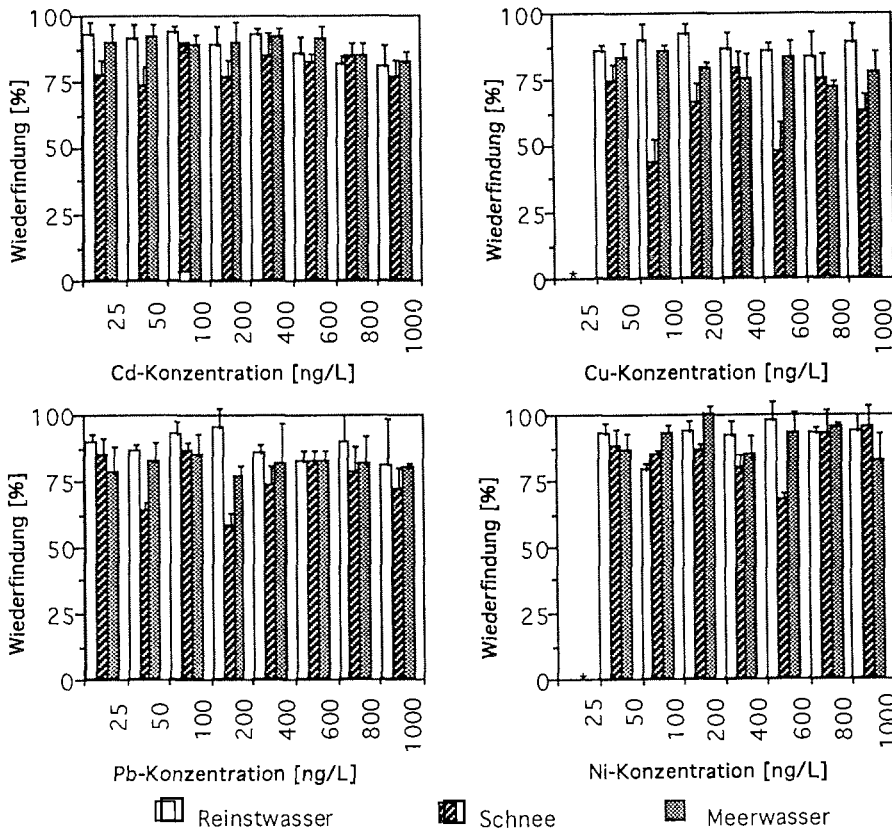 Wiederfindung [%]
100
75
50
25
0
25 50 100 200 400 600 800 1000
Cd-Konzentration [ng/L]
Wiederfindung [%]
100
75
50
25
0
*
25 50 100 200 400 600 800 1000
Cu-Konzentration [ng/L]
Wiederfindung [%]
100
75
50
25
0
25 50 100 200 400 600 800 1000
Pb-Konzentration [ng/L]
Wiederfindung [%]
100
75
50
25
0
*
25 50 100 200 400 600 800 1000
Ni-Konzentration [ng/L]
Reinstwasser Schnee Meerwasser